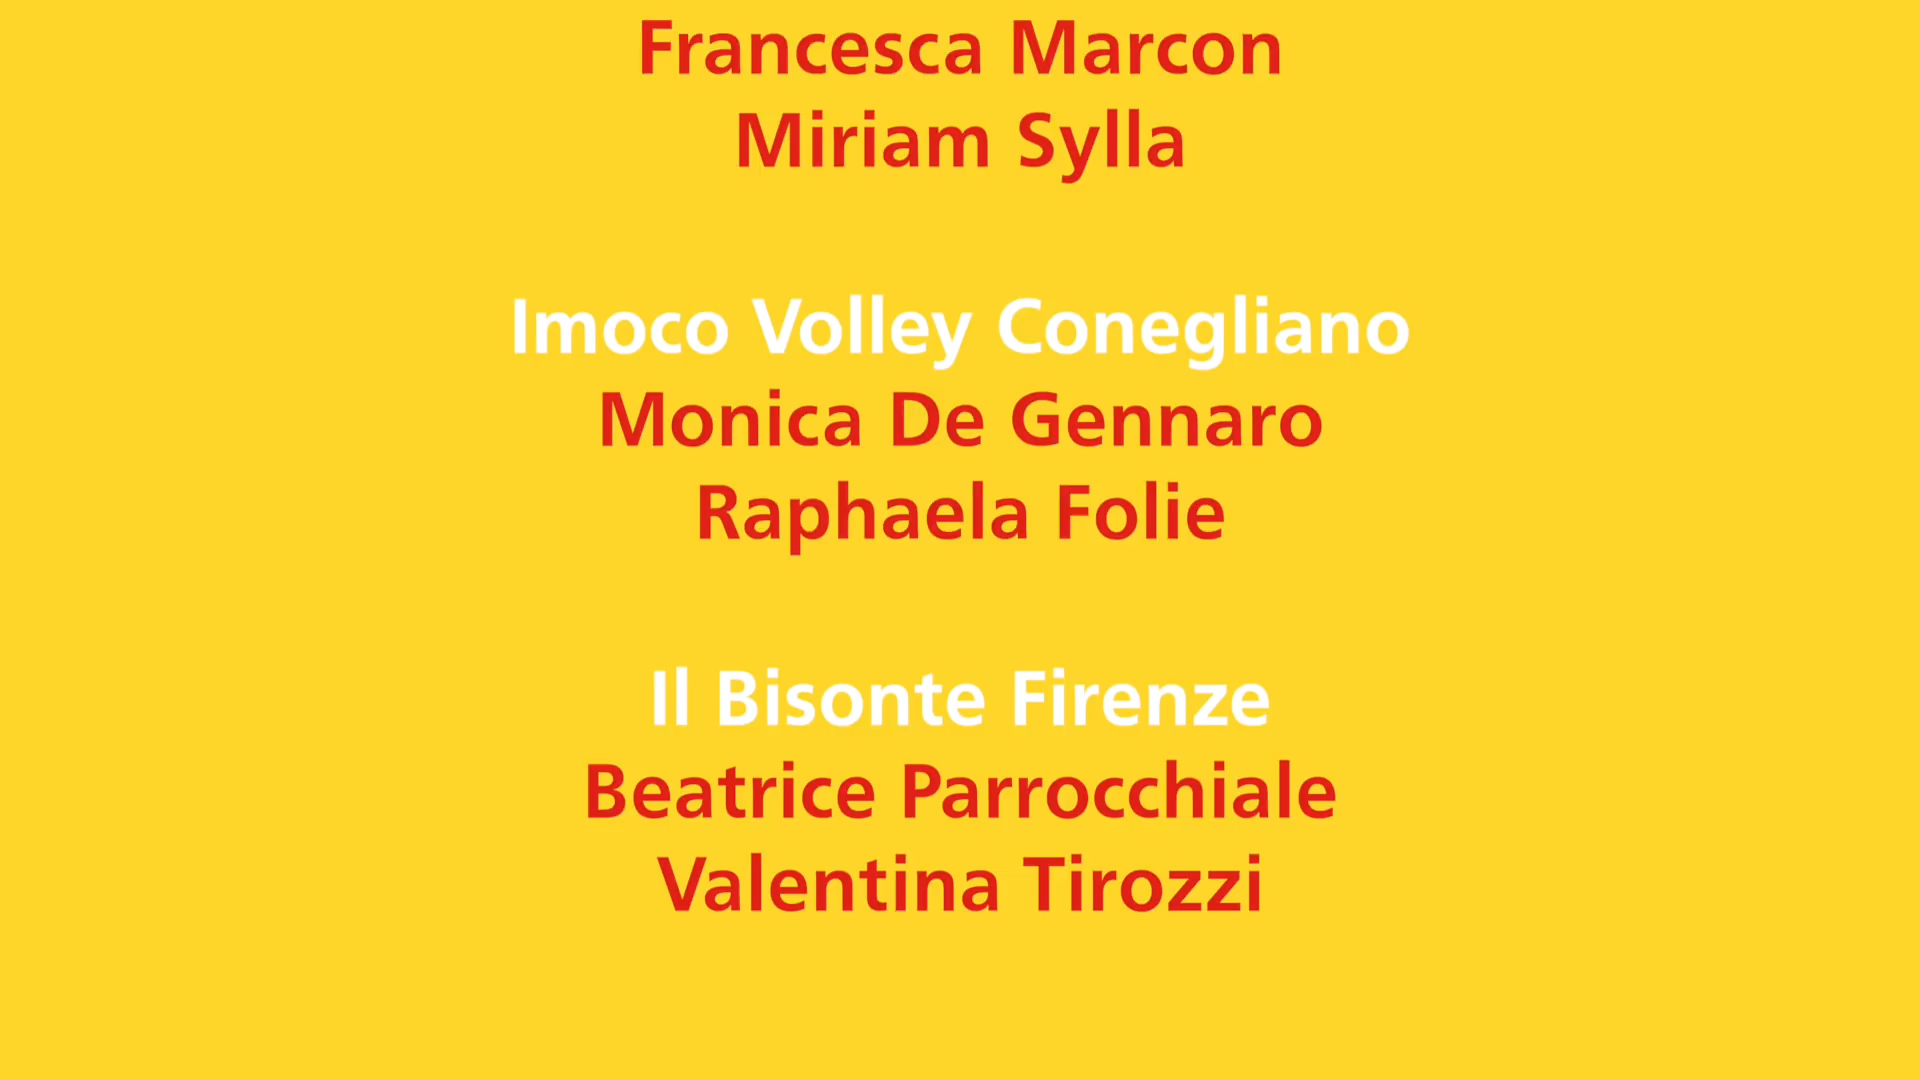 Francesca Marcon
Miriam Sylla
Imoco Volley Conegliano
Monica De Gennaro
Raphaela Folie
Il Bisonte Firenze
Beatrice Parrocchiale
Valentina Tirozzi